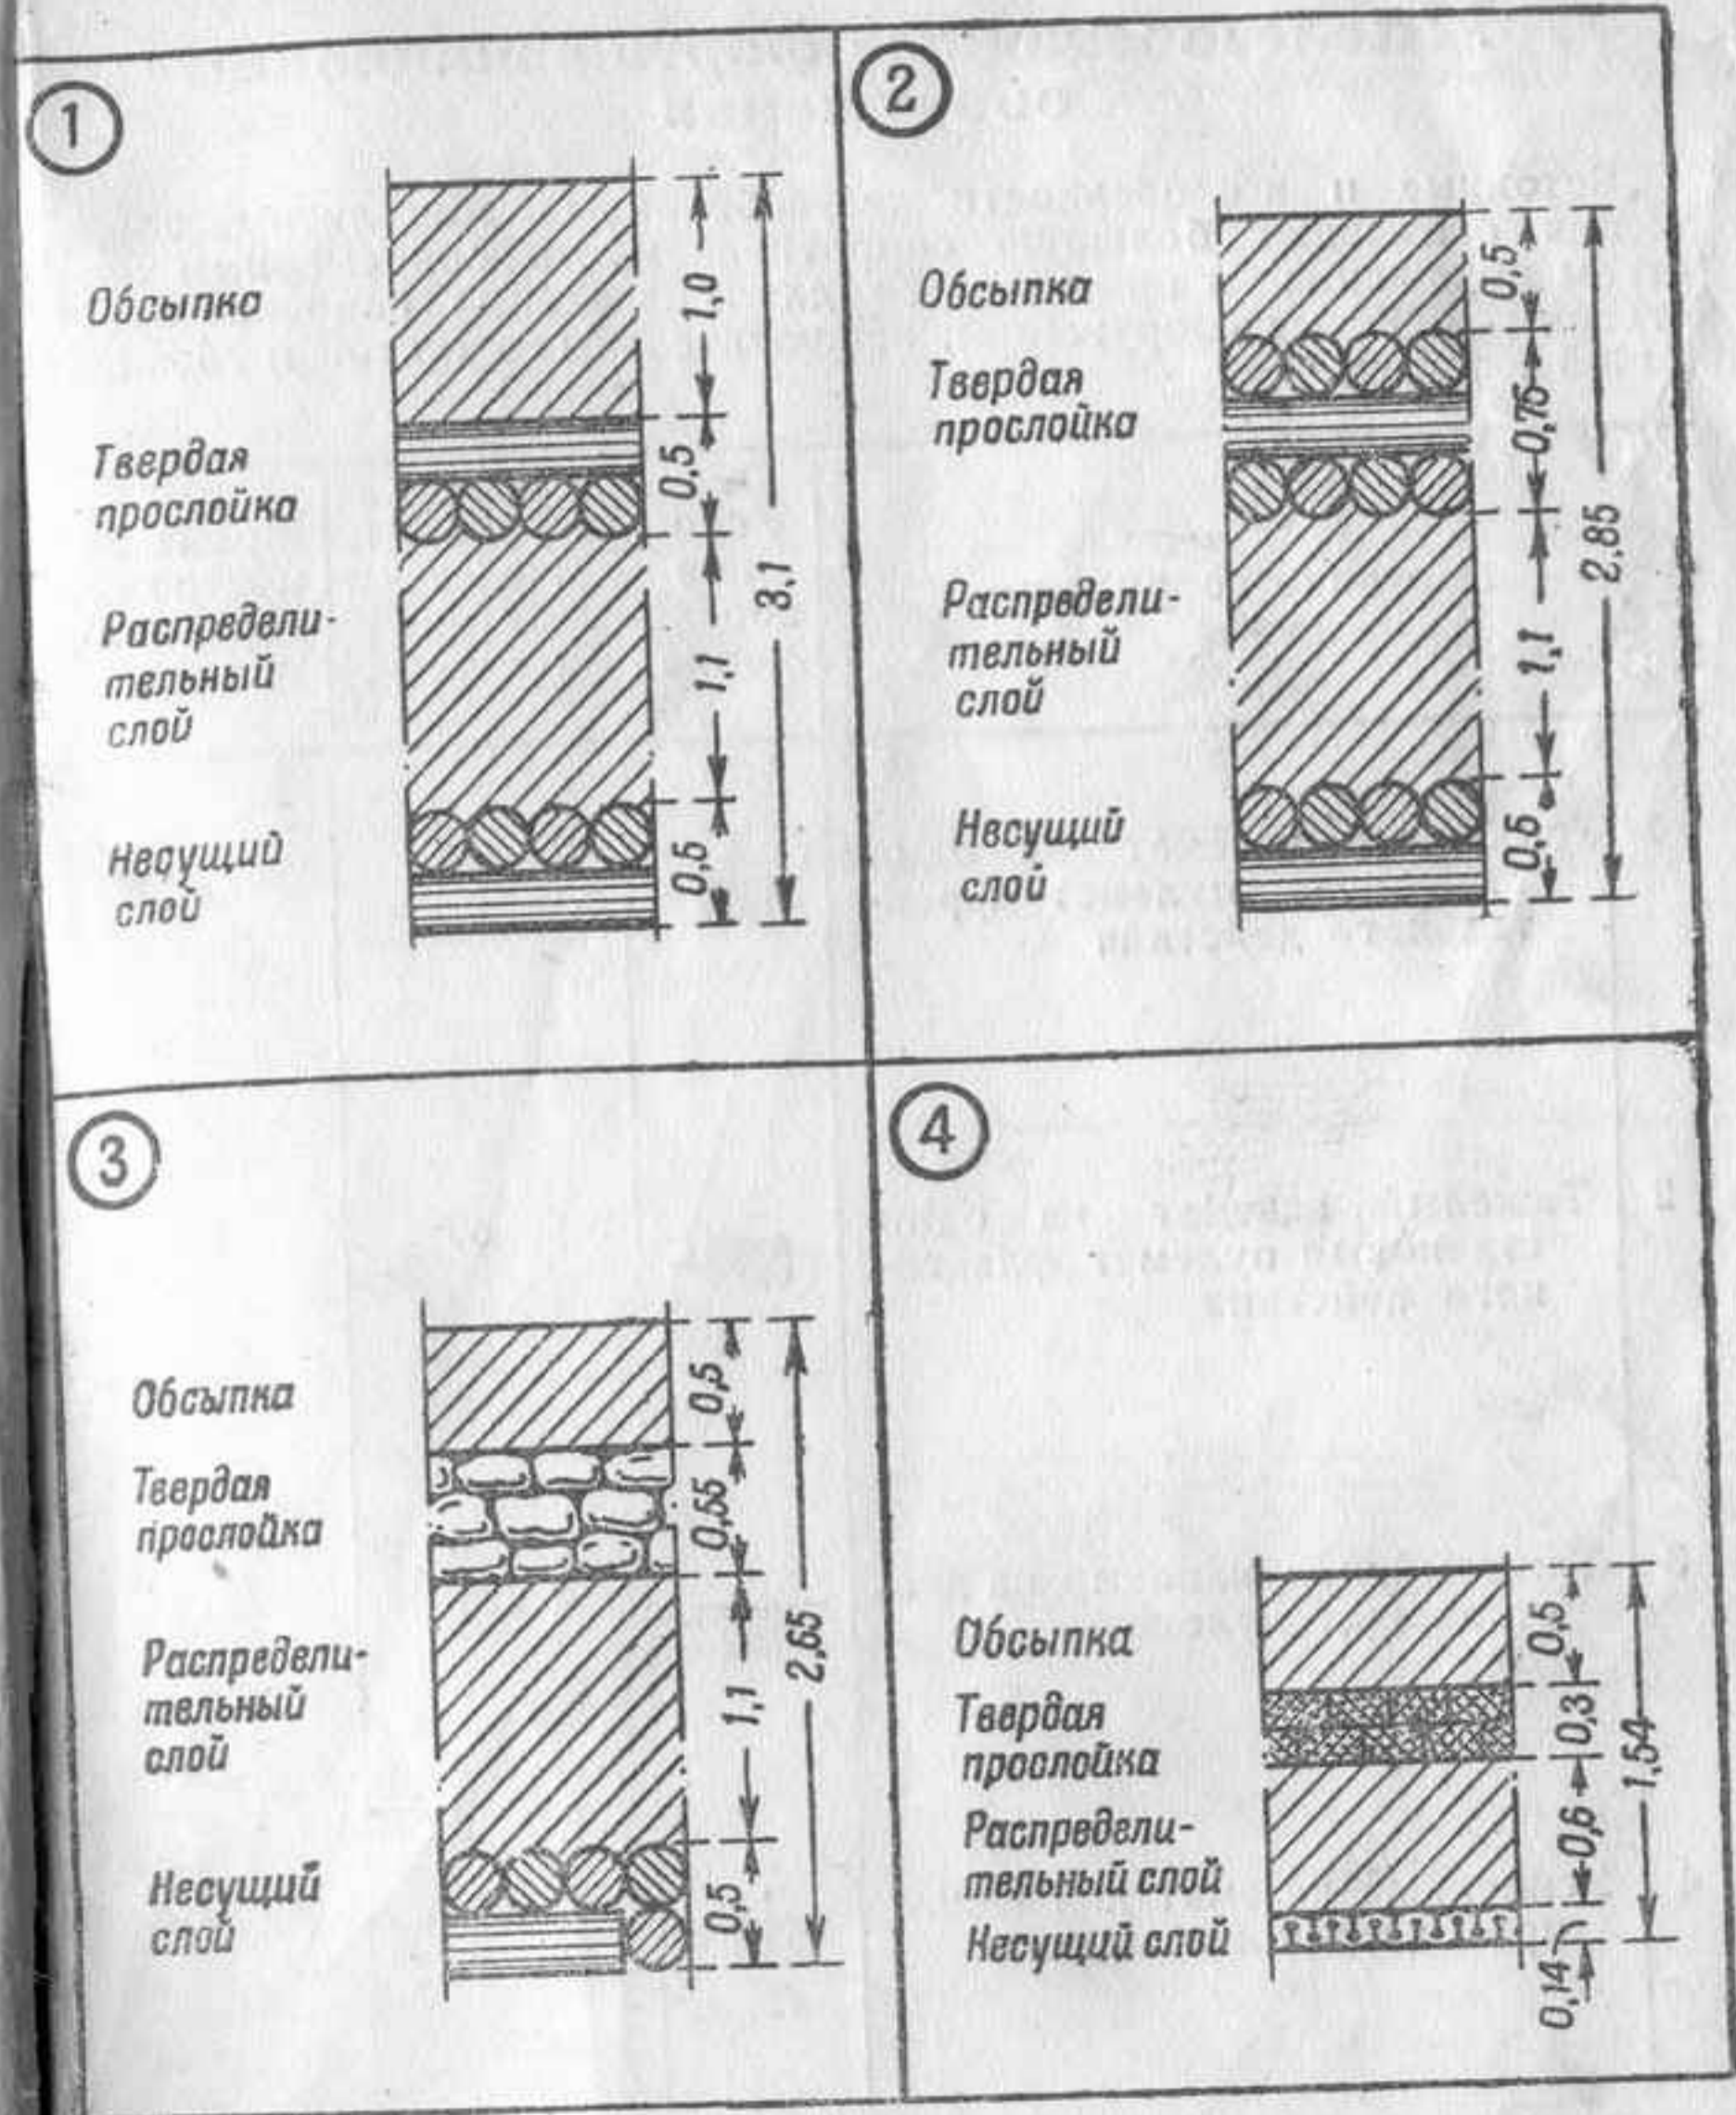 1
Обсыпка
Твердая
прослойка
Распредели-
тельный
слой
Несущий
слой
1,0
0,5
1,1
0,5
3,1
2
Обсыпка
Твердая
прослойка
Распредели-
тельный
слой
Несущий
слой
0,5
0,75
1,1
0,5
2,85
3
Обсыпка
Твердая
прослойка
Распредели-
тельный
слой
Несущий
слой
0,5
0,55
1,1
0,5
2,65
4
Обсыпка
Твердая
прослойка
Распредели-
тельный слой
Несущий слой
0,5
0,3
0,6
0,14
1,54